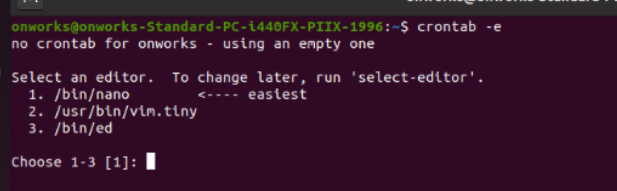 onworks@onworks-Standard-PC-i440FX-PIIX-1996:~$ crontab -e
no crontab for onworks - using an empty one

Select an editor.  To change later, run 'select-editor'.
  1. /bin/nano        <---- easiest
  2. /usr/bin/vim.tiny
  3. /bin/ed

Choose 1-3 [1]: